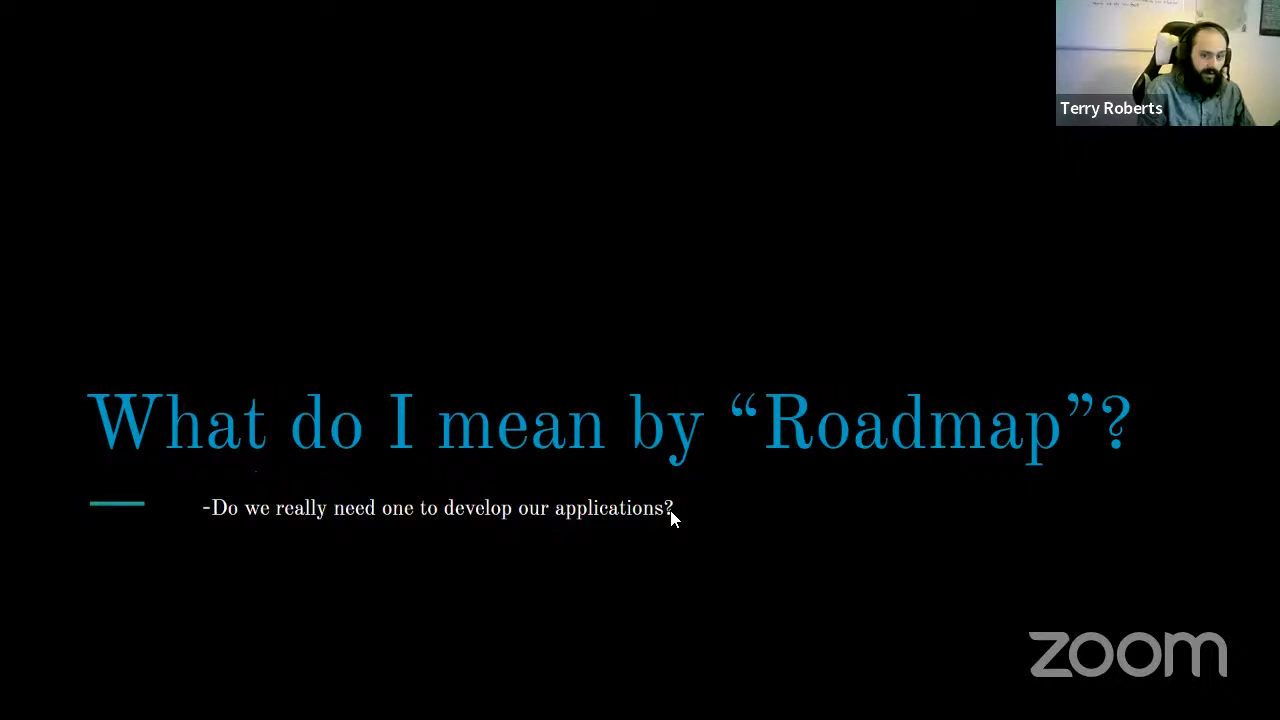 Terry Roberts
What do I mean by “Roadmap”?
-Do we really need one to develop our applications?
zoom